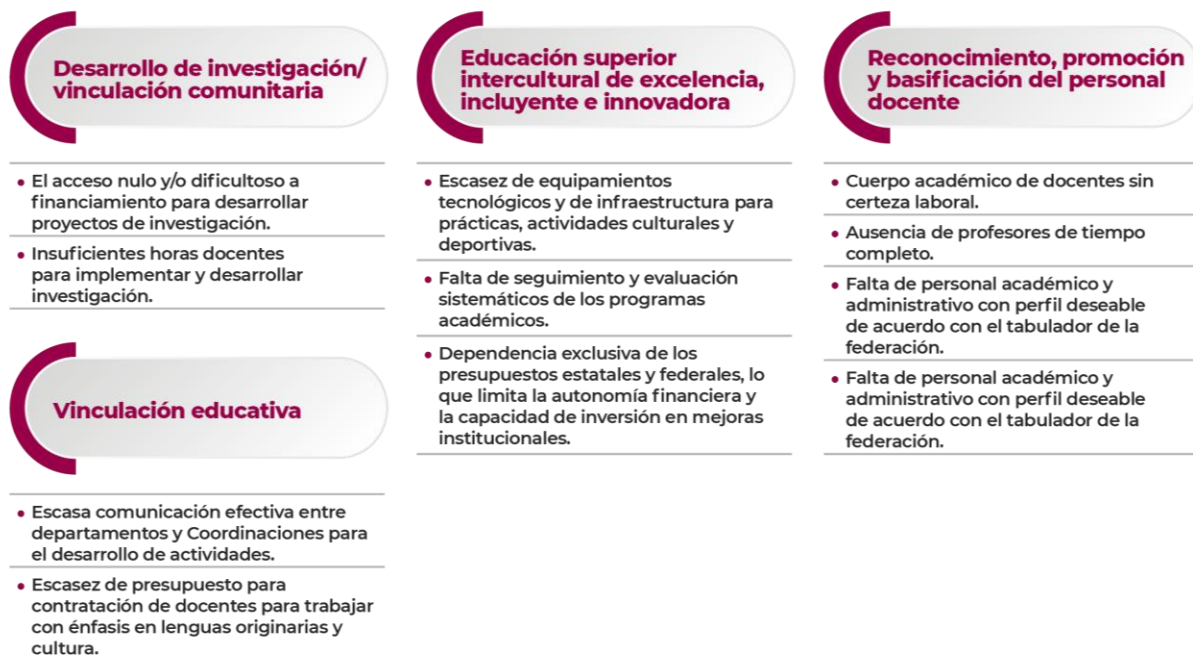 Desarrollo de investigación/
vinculación comunitaria
• El acceso nulo y/o dificultoso a
financiamiento para desarrollar
proyectos de investigación.
• Insuficientes horas docentes
para implementar y desarrollar
investigación.
Vinculación educativa
• Escasa comunicación efectiva entre
departamentos y Coordinaciones para
el desarrollo de actividades.
• Escasez de presupuesto para
contratación de docentes para trabajar
con énfasis en lenguas originarias y
cultura.
Educación superior
intercultural de excelencia,
incluyente e innovadora
• Escasez de equipamientos
tecnológicos y de infraestructura para
prácticas, actividades culturales y
deportivas.
• Falta de seguimiento y evaluación
sistemáticos de los programas
académicos.
• Dependencia exclusiva de los
presupuestos estatales y federales, lo
que limita la autonomía financiera y
la capacidad de inversión en mejoras
institucionales.
Reconocimiento, promoción
y basificación del personal
docente
• Cuerpo académico de docentes sin
certeza laboral.
• Ausencia de profesores de tiempo
completo.
• Falta de personal académico y
administrativo con perfil deseable
de acuerdo con el tabulador de la
federación.
• Falta de personal académico y
administrativo con perfil deseable
de acuerdo con el tabulador de la
federación.